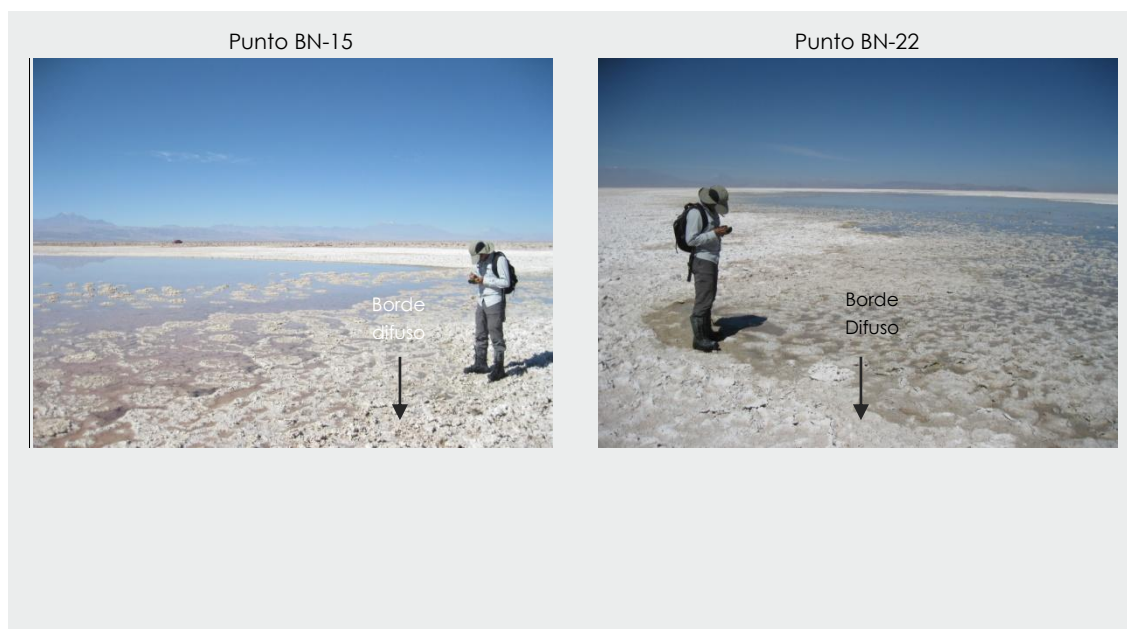 Punto BN-15
Punto BN-22
Borde
difuso
Borde
Difuso